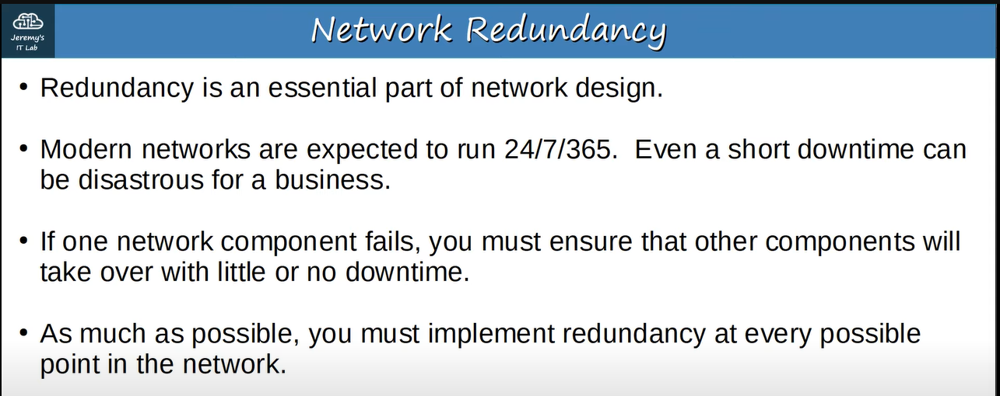 Jeremy's
IT Lab
Network Redundancy
• Redundancy is an essential part of network design.
• Modern networks are expected to run 24/7/365.  Even a short downtime can
be disastrous for a business.
• If one network component fails, you must ensure that other components will
take over with little or no downtime.
• As much as possible, you must implement redundancy at every possible
point in the network.